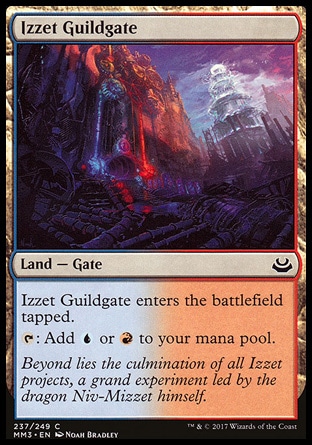 Izzet Guildgate
Land — Gate
Izzet Guildgate enters the battlefield
tapped.
: Add or to your mana pool.
Beyond lies the culmination of all Izzet
projects, a grand experiment led by the
dragon Niv-Mizzet himself.
237/249 C
MM3 • EN Noah Bradley
™ & © 2017 Wizards of the Coast